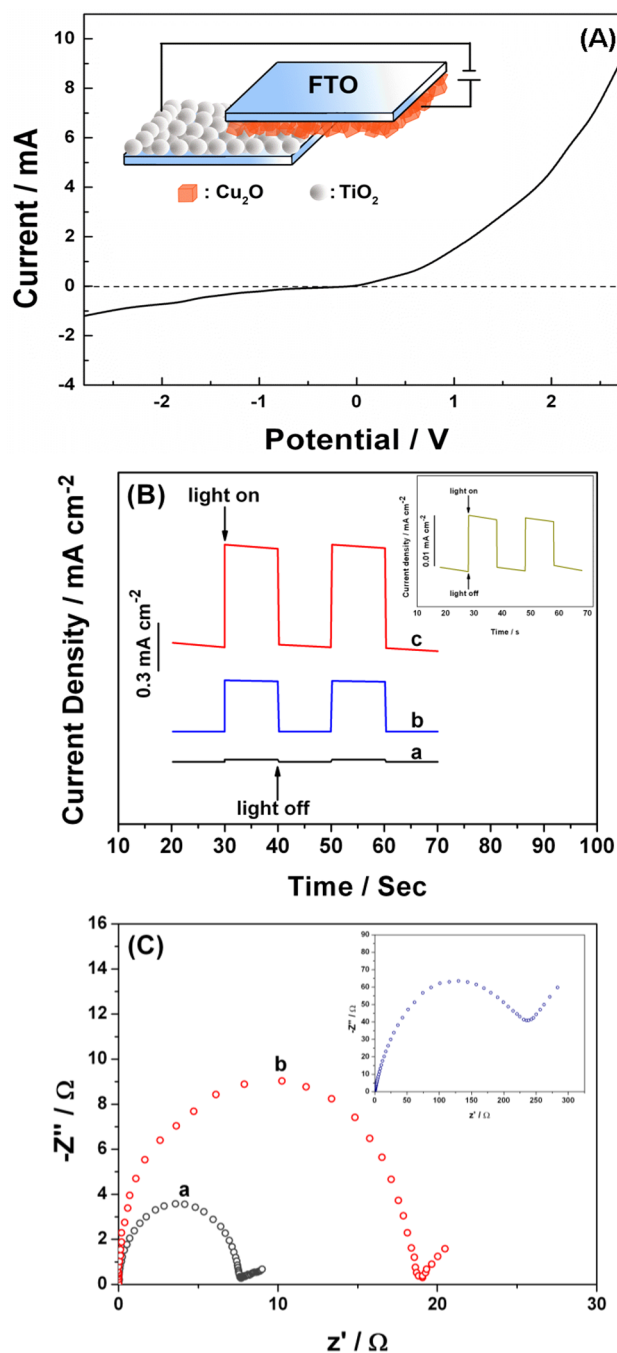 (A)
10
8
6
4
2
0
-2
-4
Current / mA
FTO
: Cu₂O
: TiO₂
-2
-1
0
1
2
Potential / V
(B)
light on
Current Density / mA cm⁻²
0.3 mA cm⁻²
c
b
a
light off
10
20
30
40
50
60
70
80
90
100
Time / Sec
light on
Current density / mA cm⁻²
0.01 mA cm⁻²
light off
10
20
30
40
50
60
70
Time / s
(C)
16
14
12
10
8
6
4
2
0
-Z'' / Ω
b
a
0
10
20
30
z' / Ω
90
80
70
60
50
40
30
20
10
0
-Z'' / Ω
0
50
100
150
200
250
300
z' / Ω